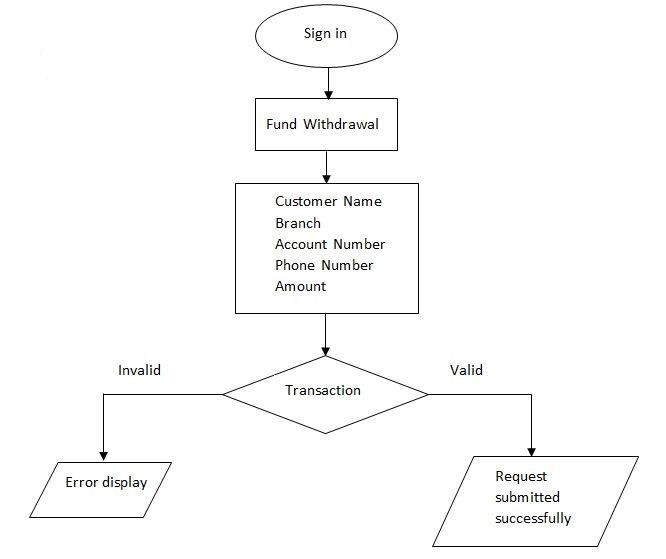 Sign in
Fund Withdrawal
Customer Name
Branch
Account Number
Phone Number
Amount
Invalid
Transaction
Valid
Error display
Request
submitted
successfully